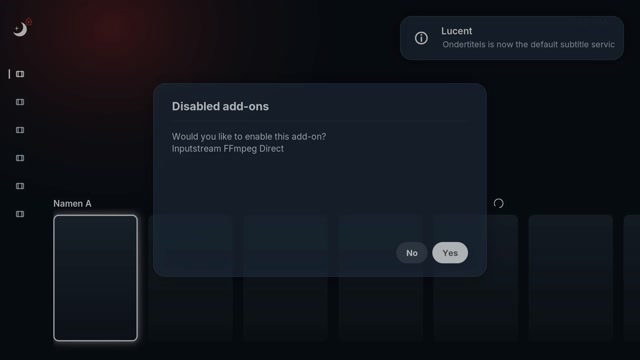 Lucent
Ondertitels is now the default subtitle servic
Disabled add-ons
Would you like to enable this add-on?
Inputstream FFmpeg Direct
Namen A
No
Yes